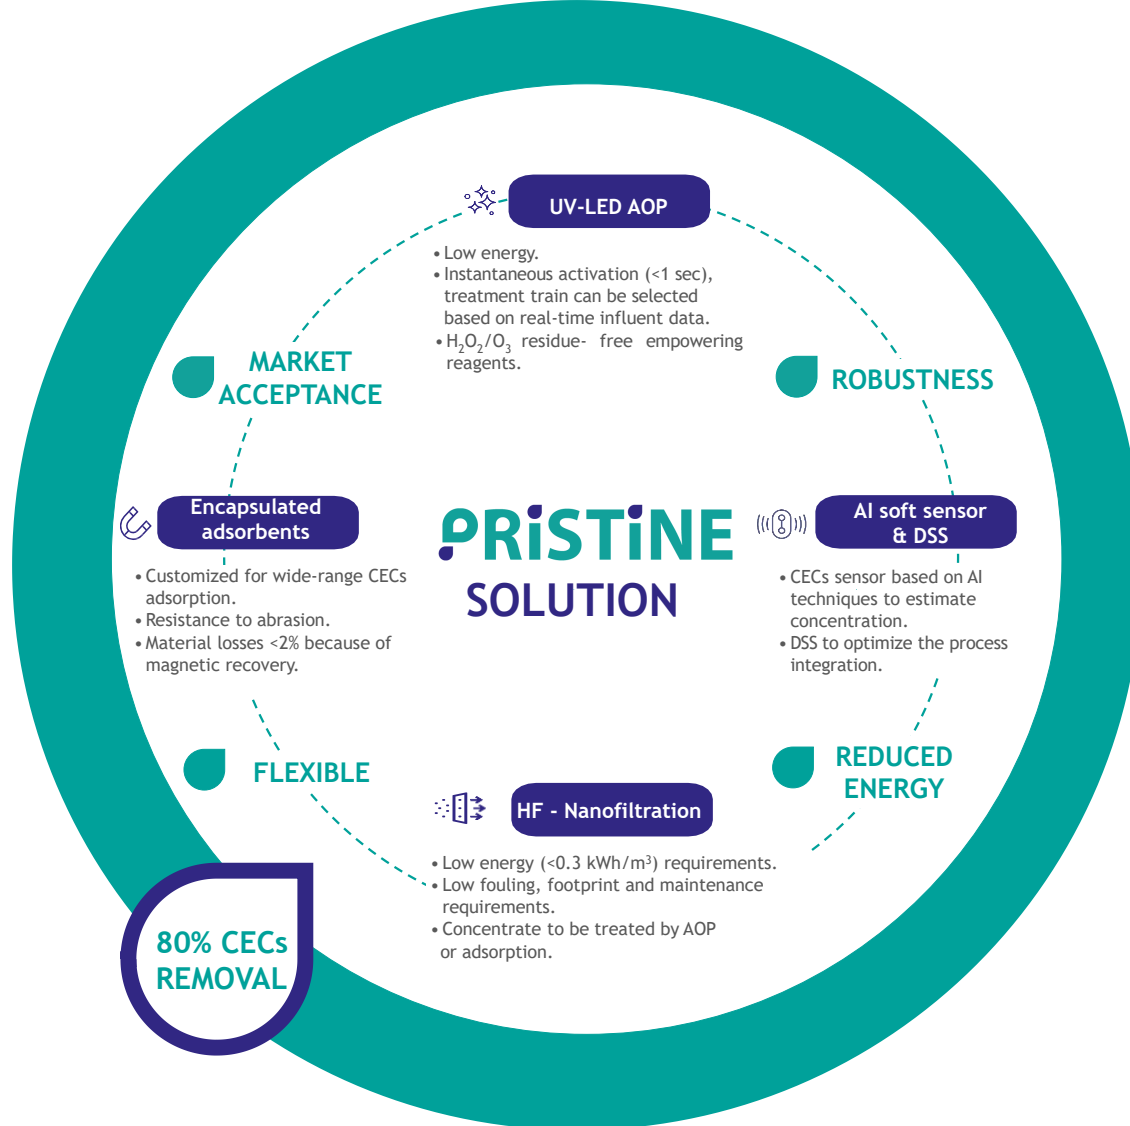 UV-LED AOP
• Low energy.
• Instantaneous activation (<1 sec),
treatment train can be selected
based on real-time influent data.
• H₂O₂/O₃ residue- free empowering
reagents.
MARKET
ACCEPTANCE
ROBUSTNESS
Encapsulated
adsorbents
• Customized for wide-range CECs
adsorption.
• Resistance to abrasion.
• Material losses <2% because of
magnetic recovery.
PRiSTiNE
SOLUTION
AI soft sensor
& DSS
• CECs sensor based on AI
techniques to estimate
concentration.
• DSS to optimize the process
integration.
FLEXIBLE
REDUCED
ENERGY
HF - Nanofiltration
• Low energy (<0.3 kWh/m³) requirements.
• Low fouling, footprint and maintenance
requirements.
• Concentrate to be treated by AOP
or adsorption.
80% CECs
REMOVAL